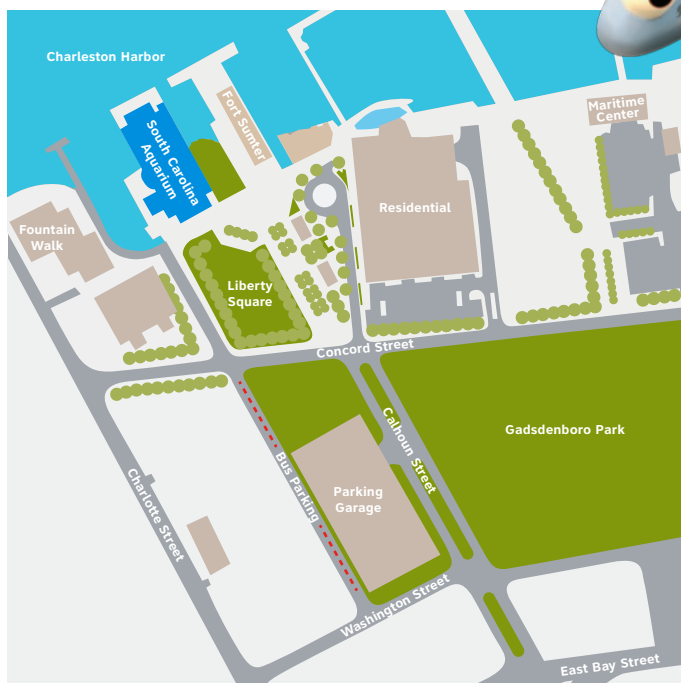 Charleston Harbor
Fort Sumter
Maritime
Center
South Carolina
Aquarium
Residential
Fountain
Walk
Liberty
Square
Concord Street
Calhoun Street
Gadsdenboro Park
Bus Parking
Parking
Garage
Charlotte Street
Washington Street
East Bay Street